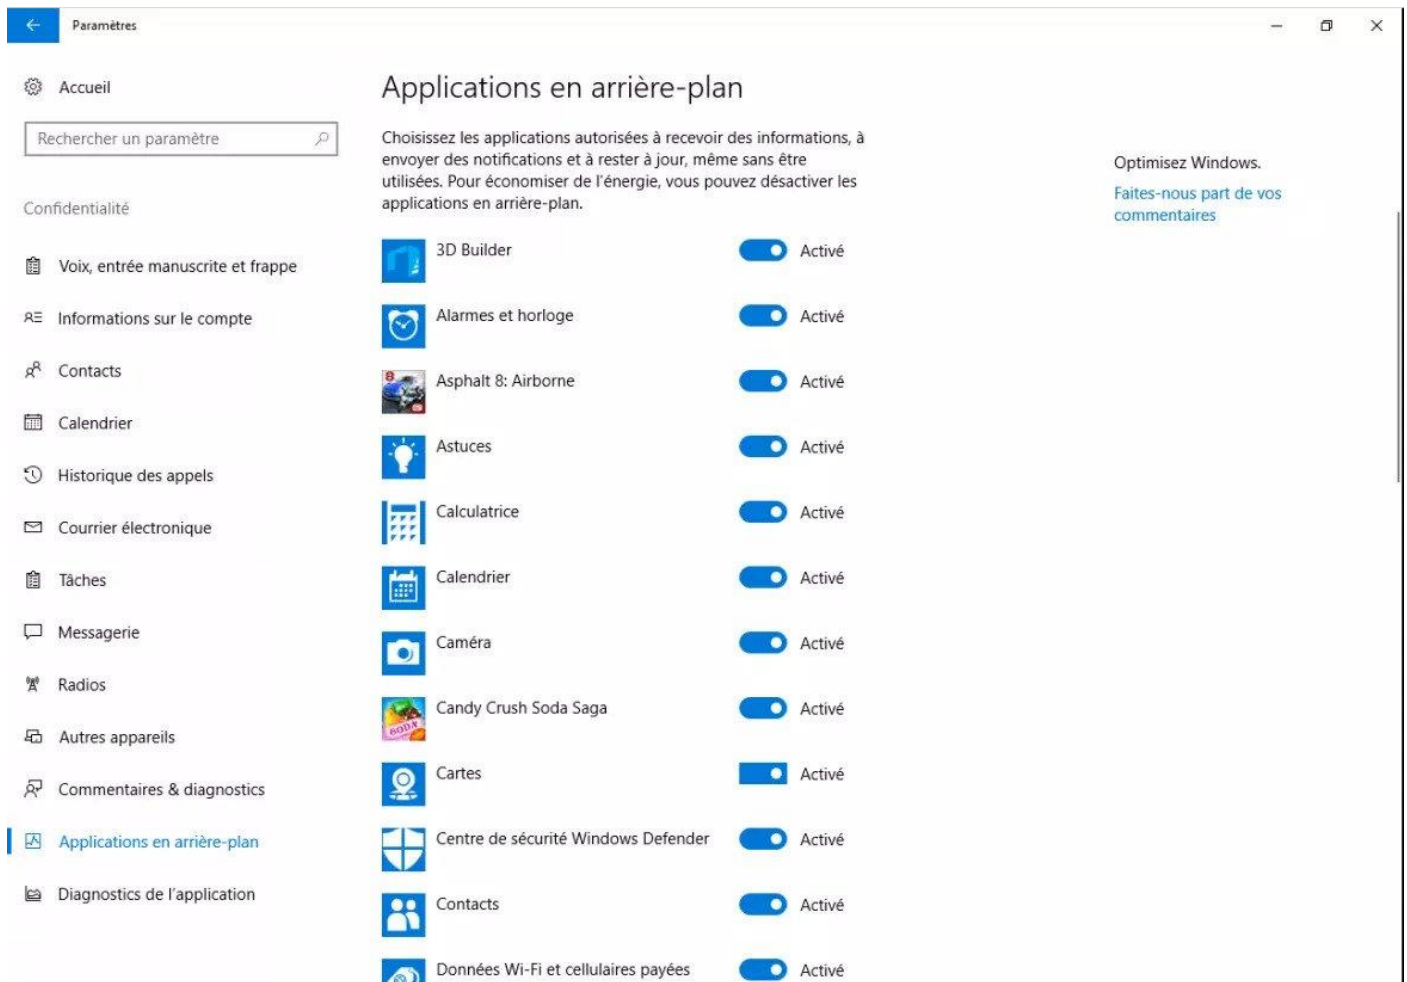 Paramètres
Accueil
Rechercher un paramètre
Confidentialité
Voix, entrée manuscrite et frappe
Informations sur le compte
Contacts
Calendrier
Historique des appels
Courrier électronique
Tâches
Messagerie
Radios
Autres appareils
Commentaires & diagnostics
Applications en arrière-plan
Diagnostics de l'application
Applications en arrière-plan
Choisissez les applications autorisées à recevoir des informations, à
envoyer des notifications et à rester à jour, même sans être
utilisées. Pour économiser de l'énergie, vous pouvez désactiver les
applications en arrière-plan.
3D Builder Activé
Alarmes et horloge Activé
Asphalt 8: Airborne Activé
Astuces Activé
Calculatrice Activé
Calendrier Activé
Caméra Activé
Candy Crush Soda Saga Activé
SODA
Cartes Activé
Centre de sécurité Windows Defender Activé
Contacts Activé
Données Wi-Fi et cellulaires payées Activé
Optimisez Windows.
Faites-nous part de vos
commentaires